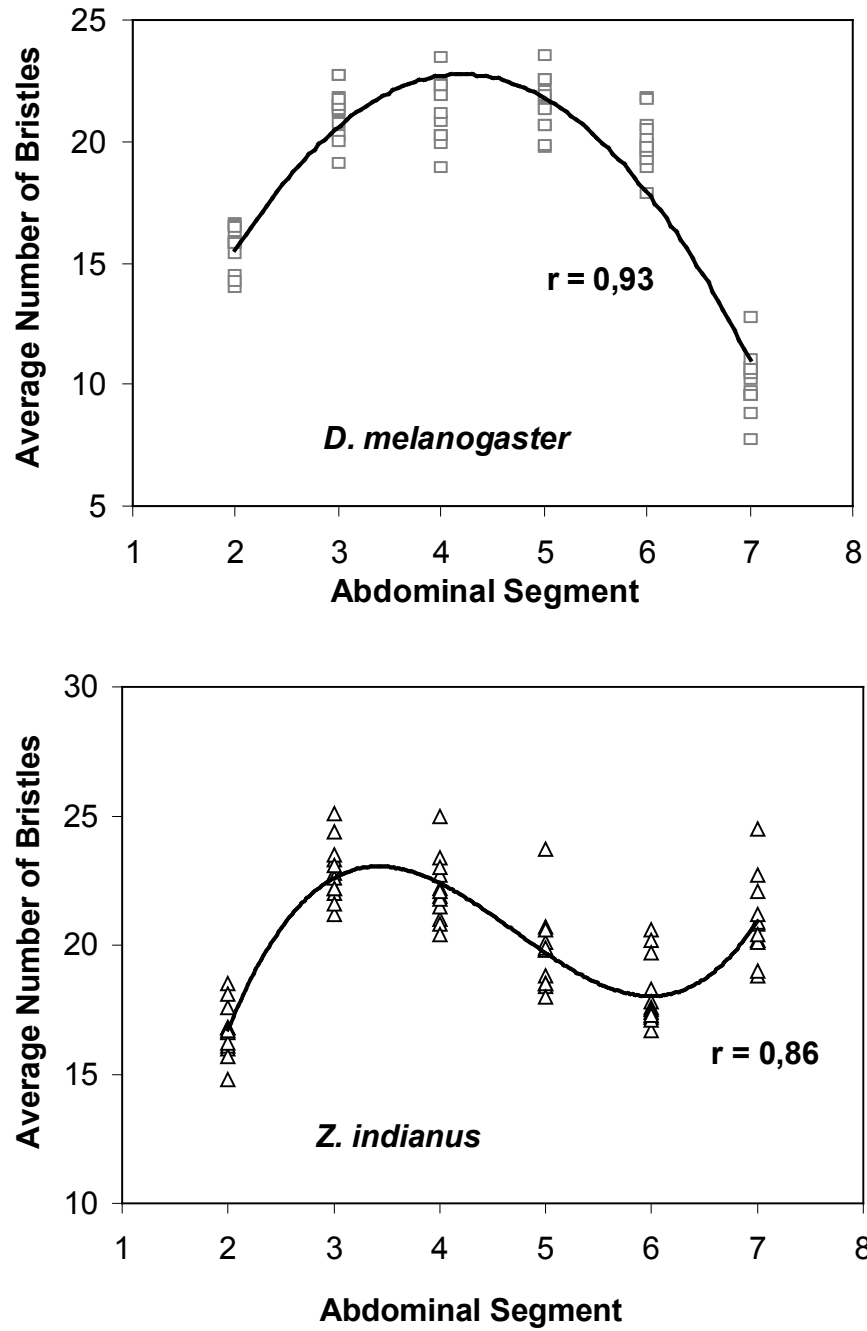 25
20
15
10
5
Average Number of Bristles
r = 0,93
D. melanogaster
1 2 3 4 5 6 7 8
Abdominal Segment
30
25
20
15
10
Average Number of Bristles
r = 0,86
Z. indianus
1 2 3 4 5 6 7 8
Abdominal Segment